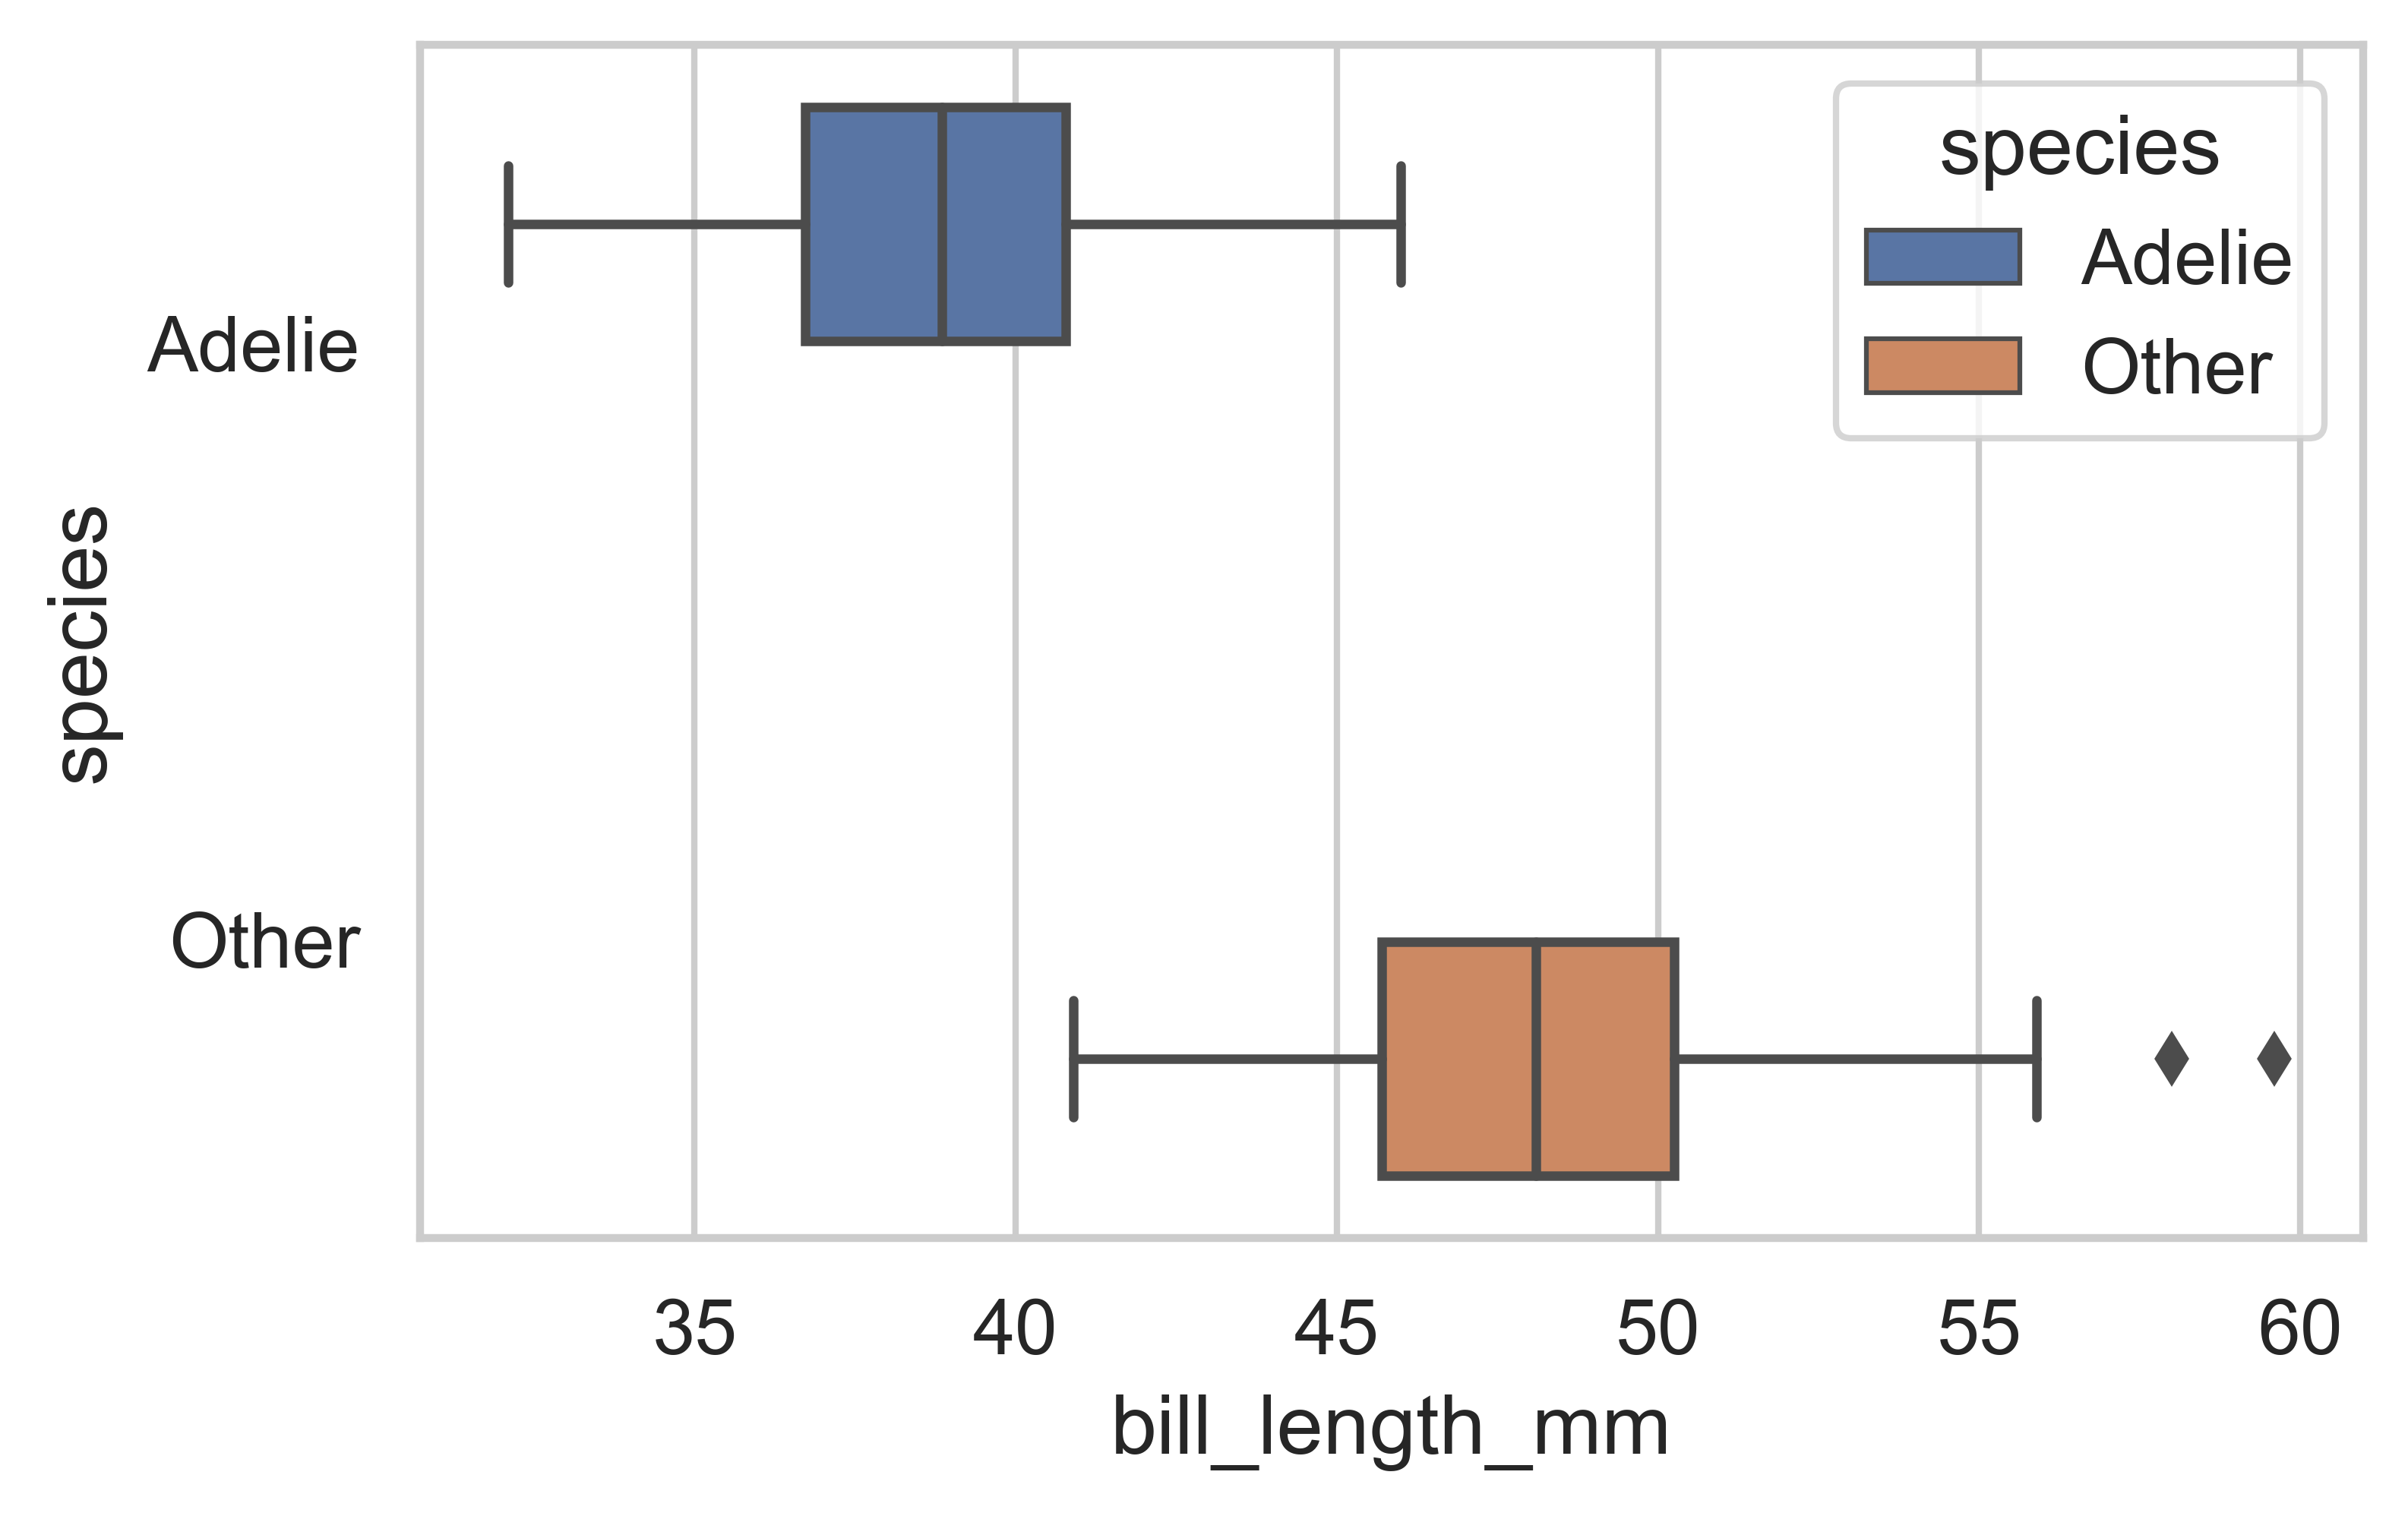 species
Adelie
Other
Adelie
Other
species
35 40 45 50 55 60
bill_length_mm